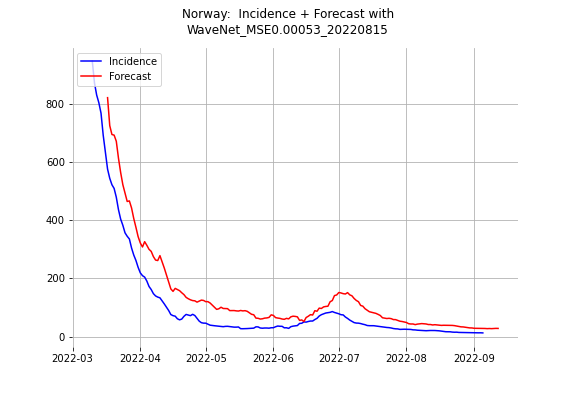 Norway:  Incidence + Forecast with
WaveNet_MSE0.00053_20220815
Incidence
Forecast
800
600
400
200
0
2022-03 2022-04 2022-05 2022-06 2022-07 2022-08 2022-09